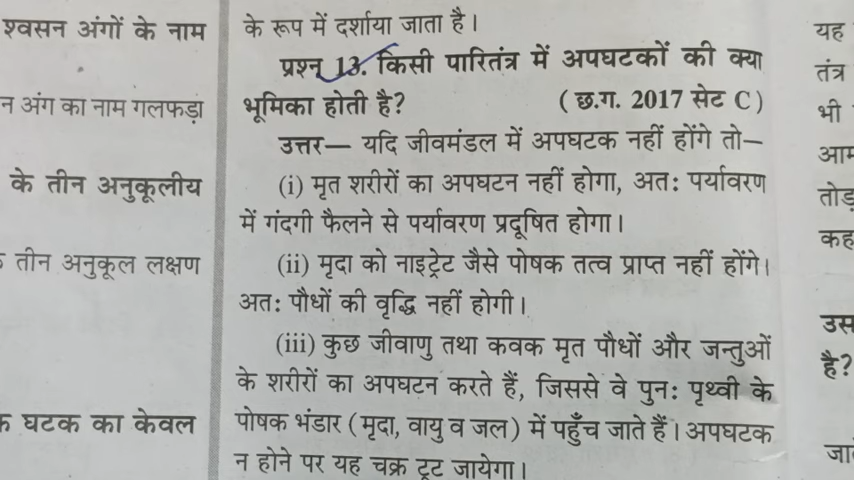 श्वसन अंगों के नाम
न अंग का नाम गलफड़ा
के तीन अनुकूलीय
तीन अनुकूल लक्षण
घटक का केवल
के रूप में दर्शाया जाता है।
प्रश्न 13. किसी पारितंत्र में अपघटकों की क्या
भूमिका होती है? (छ.ग. 2017 सेट C)
उत्तर— यदि जीवमंडल में अपघटक नहीं होंगे तो—
(i) मृत शरीरों का अपघटन नहीं होगा, अतः पर्यावरण
में गंदगी फैलने से पर्यावरण प्रदूषित होगा।
(ii) मृदा को नाइट्रेट जैसे पोषक तत्व प्राप्त नहीं होंगे।
अतः पौधों की वृद्धि नहीं होगी।
(iii) कुछ जीवाणु तथा कवक मृत पौधों और जन्तुओं
के शरीरों का अपघटन करते हैं, जिससे वे पुनः पृथ्वी के
पोषक भंडार (मृदा, वायु व जल) में पहुँच जाते हैं। अपघटक
न होने पर यह चक्र टूट जायेगा।
यह
तंत्र
भी
आम
तोड़
कह
उस
है?
जा